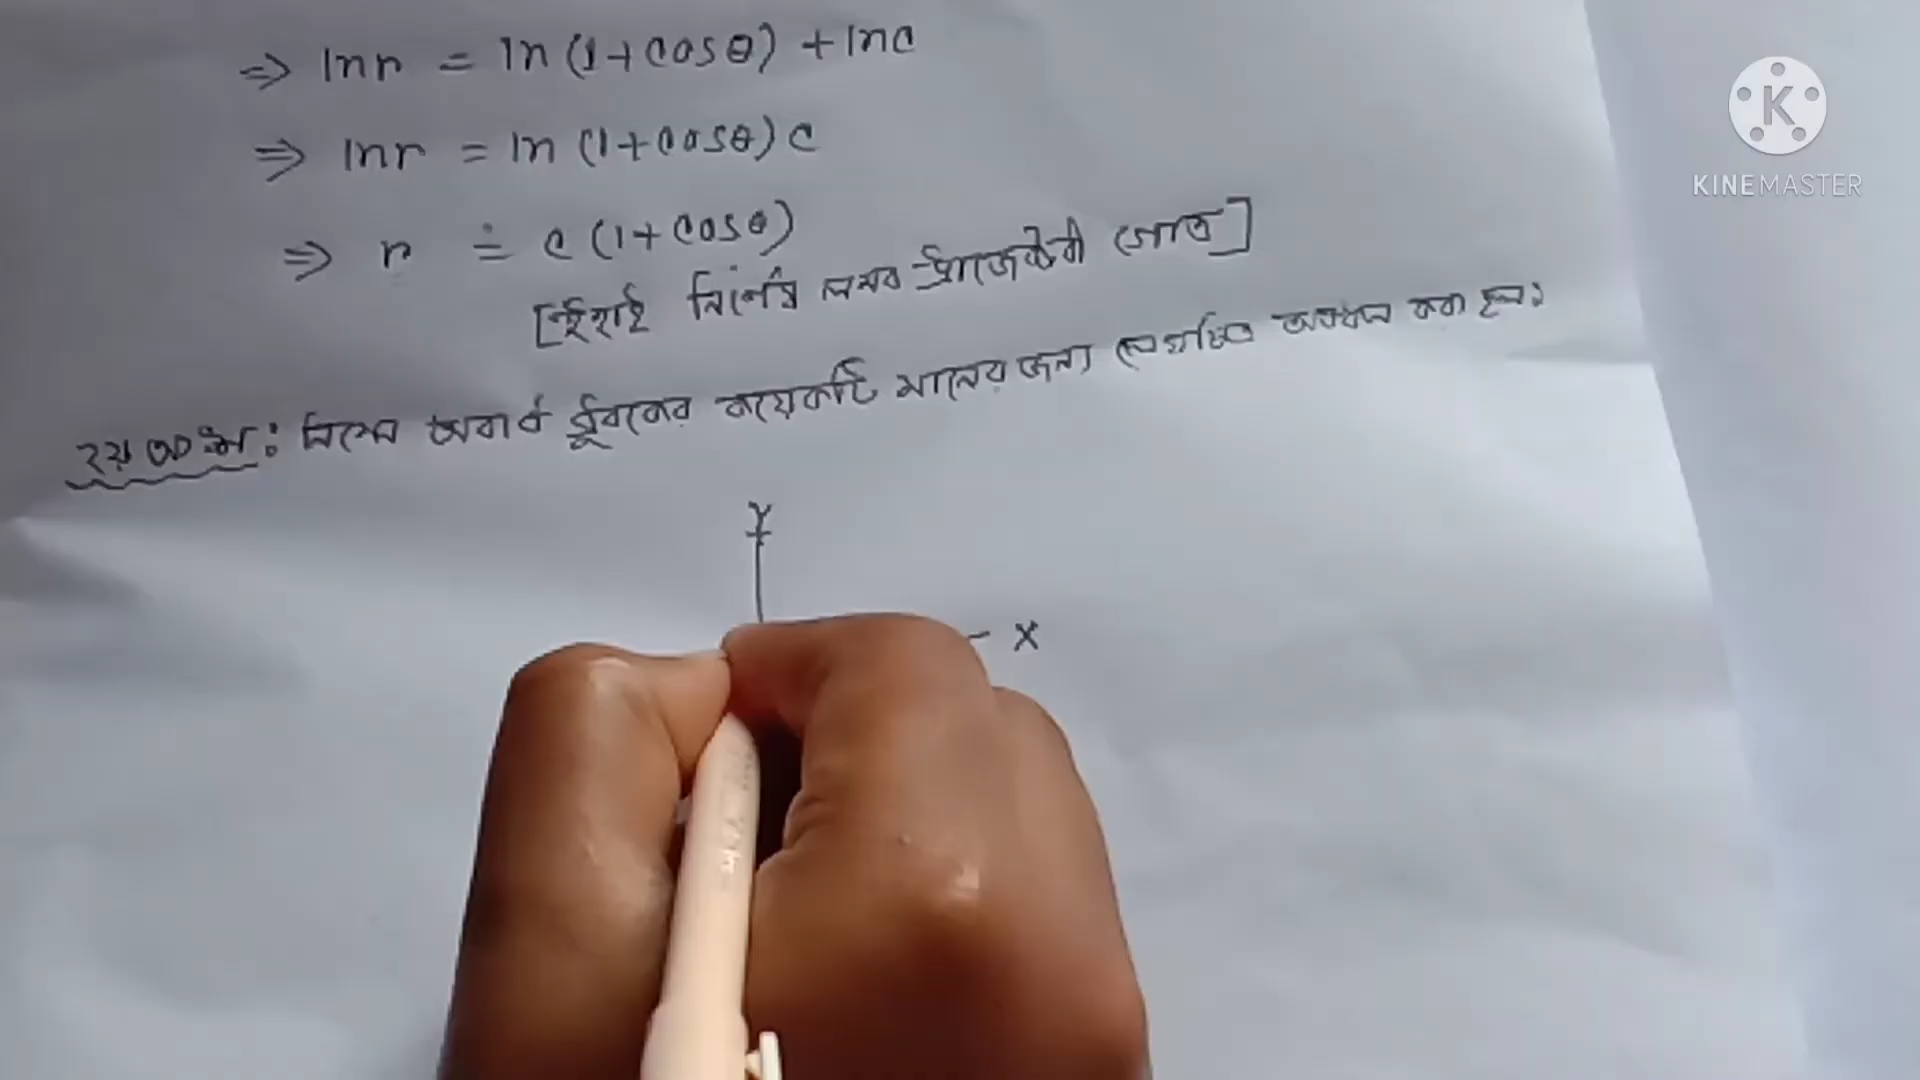 ⇒ lnr = ln(1+cosθ) + lnc
⇒ lnr = ln(1+cosθ)c
⇒ r = c(1+cosθ)
[ইহাই নির্ণেয় লম্ব প্রজেক্টরী গোত্র]
২য় অংশ: নিম্নে অবাধ ধ্রুবকের কয়েকটি মানের জন্য লেখচিত্র অঙ্কন করা হল:
Y
X
K
KINEMASTER